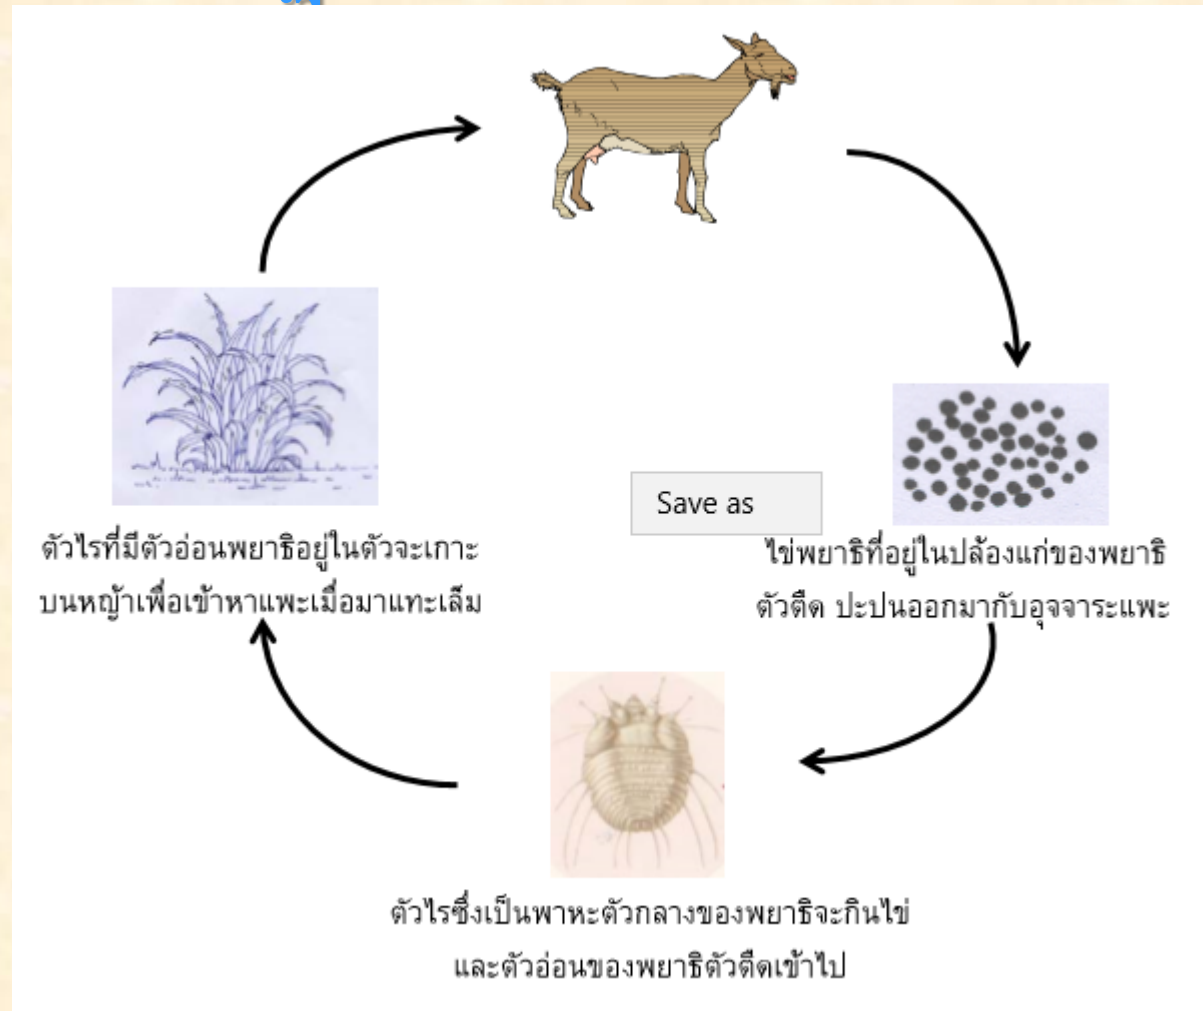 Save as
ตัวไรที่มีตัวอ่อนพยาธิอยู่ในตัวจะเกาะ
บนหญ้าเพื่อเข้าหาแพะเมื่อมาแทะเล็ม
ไข่พยาธิที่อยู่ในปล้องแก่ของพยาธิ
ตัวตืด ปะปนออกมากับอุจจาระแพะ
ตัวไรซึ่งเป็นพาหะตัวกลางของพยาธิจะกินไข่
และตัวอ่อนของพยาธิตัวตืดเข้าไป